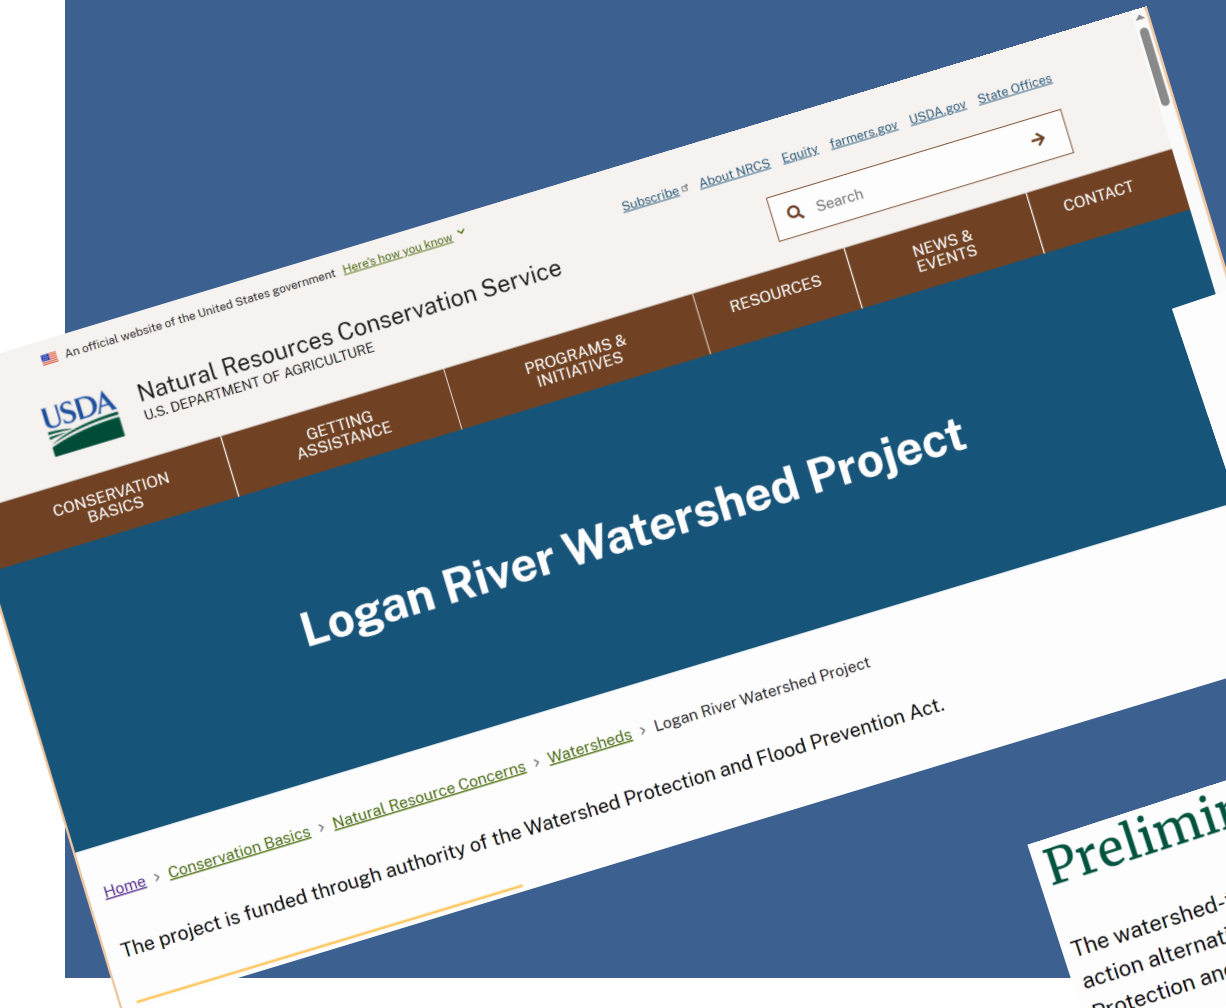 An official website of the United States government Here's how you know
Subscribe About NRCS Equity farmers.gov USDA.gov State Offices
Search
USDA
Natural Resources Conservation Service
U.S. DEPARTMENT OF AGRICULTURE
CONSERVATION
BASICS
GETTING
ASSISTANCE
PROGRAMS &
INITIATIVES
RESOURCES
NEWS &
EVENTS
CONTACT
Logan River Watershed Project
Home › Conservation Basics › Natural Resource Concerns › Watersheds › Logan River Watershed Project
The project is funded through authority of the Watershed Protection and Flood Prevention Act.
The watershed-
action
Protection